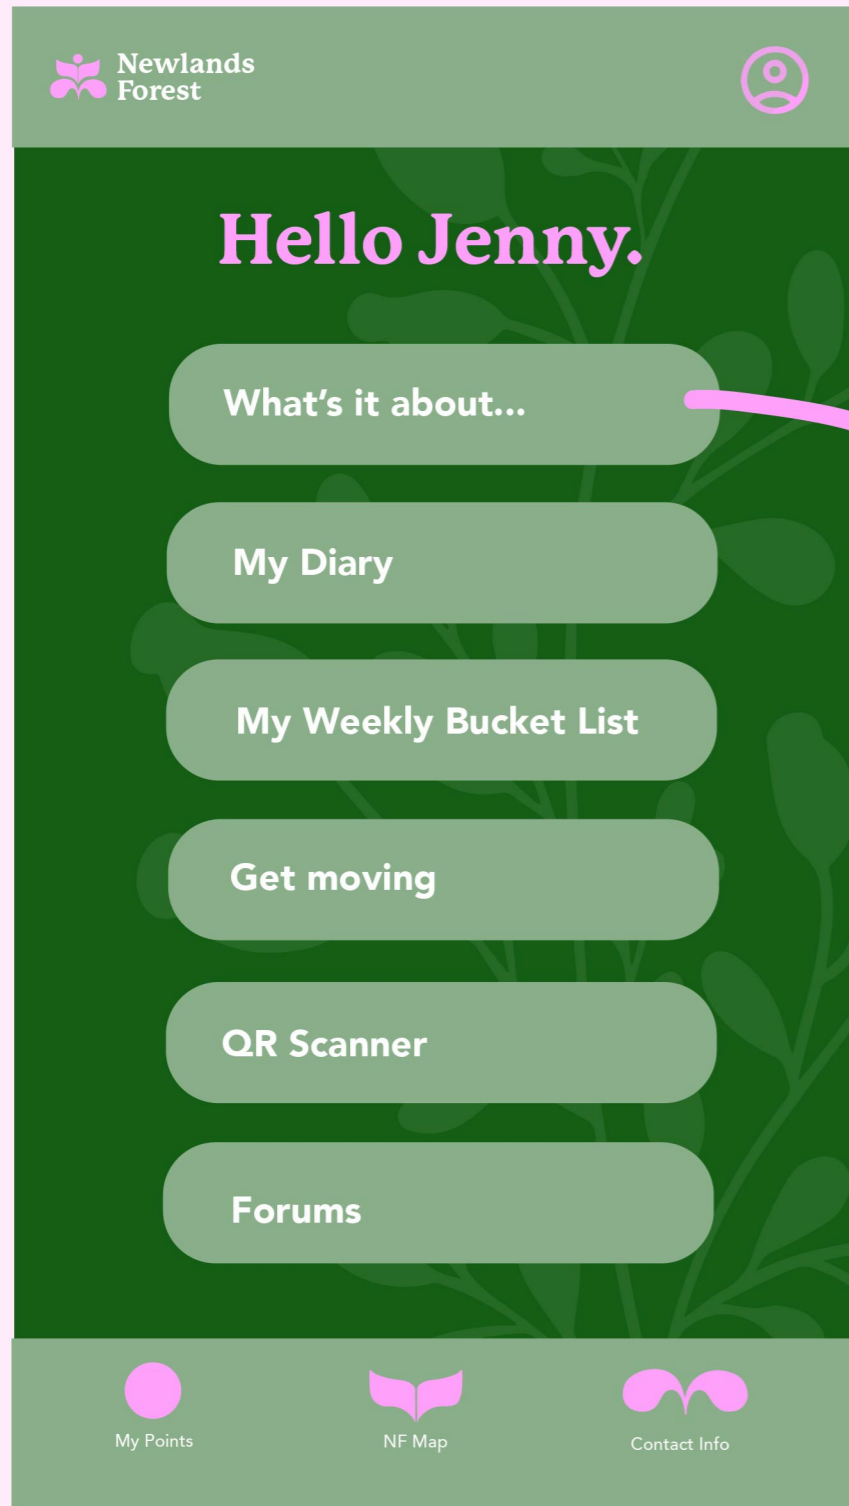 Newlands
Forest
Hello Jenny.
What's it about...
My Diary
My Weekly Bucket List
Get moving
QR Scanner
Forums
My Points
NF Map
Contact Info